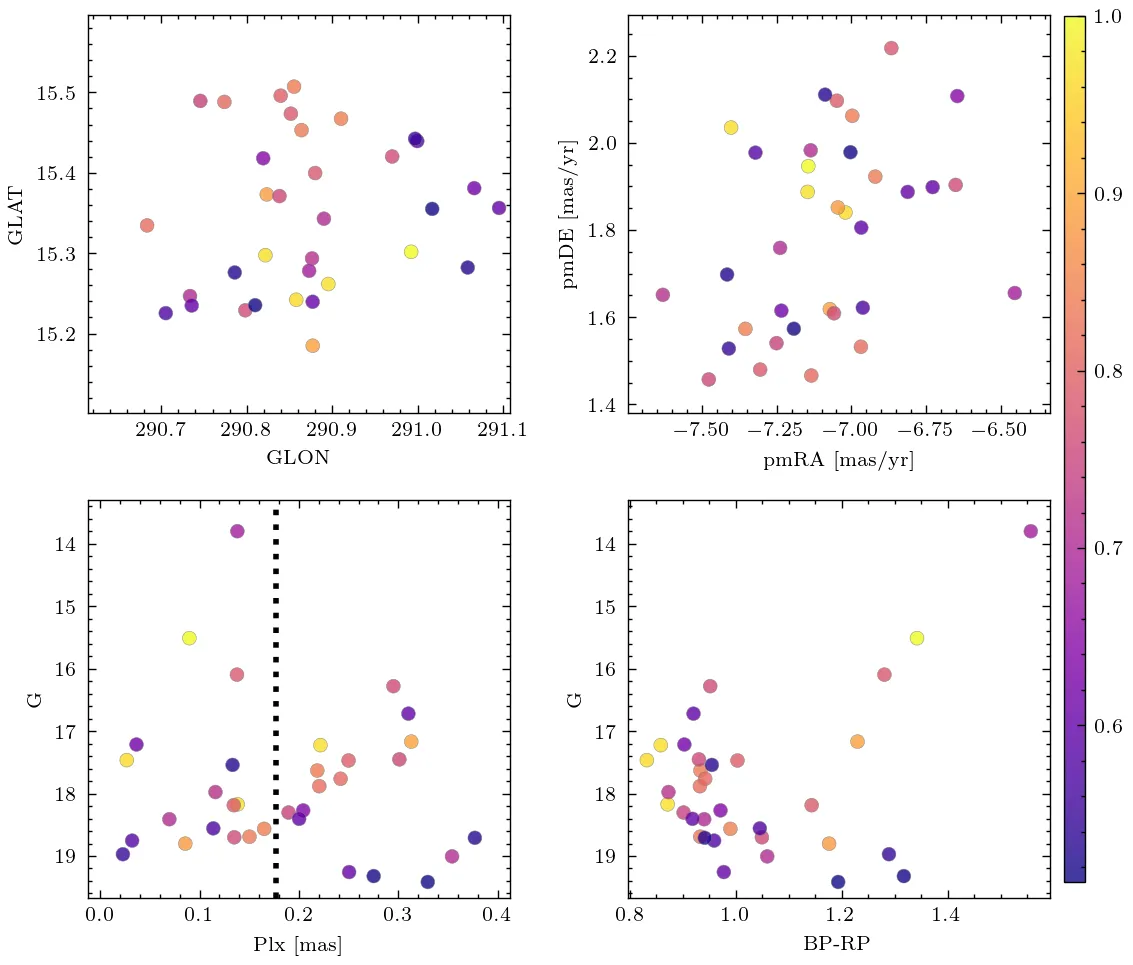 15.5
15.4
15.3
15.2
GLAT
290.7 290.8 290.9 291.0 291.1
GLON
2.2
2.0
1.8
1.6
1.4
pmDE [mas/yr]
−7.50 −7.25 −7.00 −6.75 −6.50
pmRA [mas/yr]
1.0
0.9
0.8
0.7
0.6
14
15
16
17
18
19
G
0.0 0.1 0.2 0.3 0.4
Plx [mas]
14
15
16
17
18
19
G
0.8 1.0 1.2 1.4
BP-RP